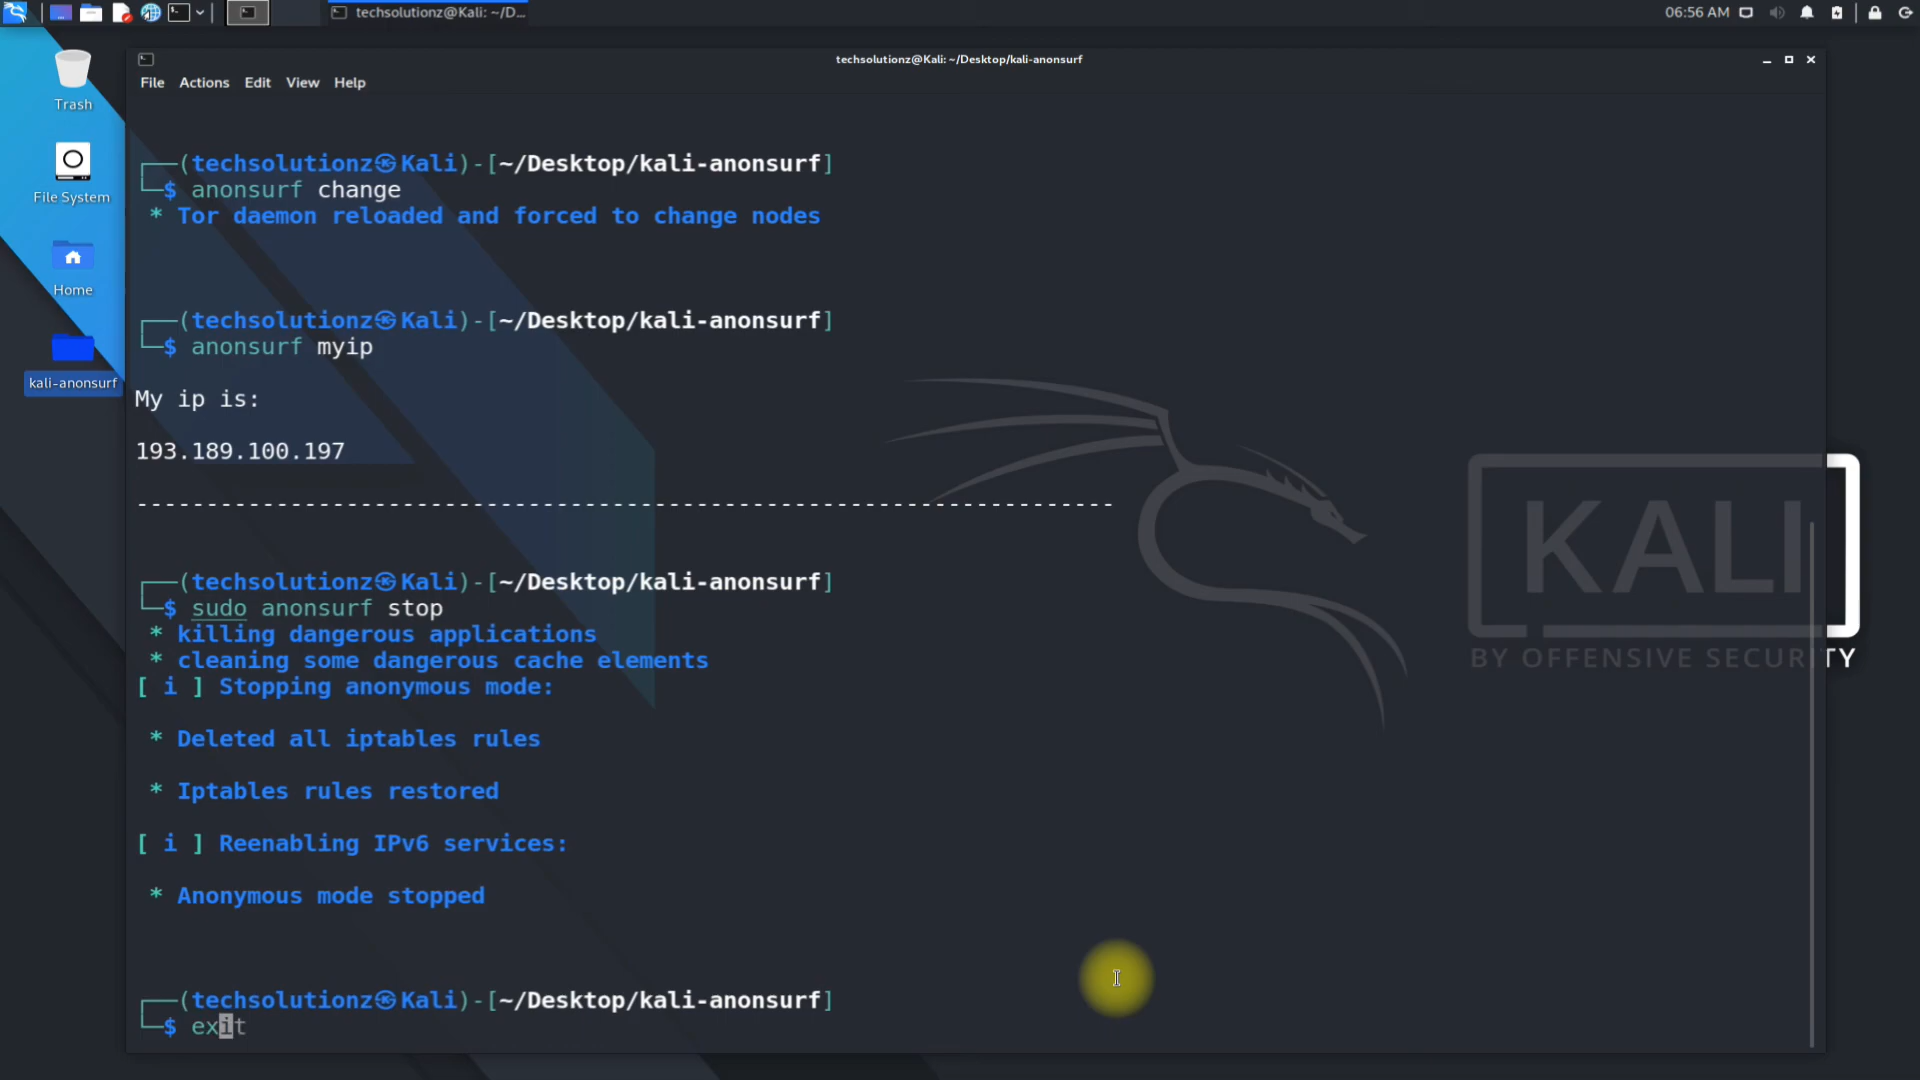 techsolutionz@Kali: ~/D...
06:56 AM
techsolutionz@Kali: ~/Desktop/kali-anonsurf
File Actions Edit View Help
Trash
File System
Home
kali-anonsurf
┌──(techsolutionz㉿Kali)-[~/Desktop/kali-anonsurf]
└─$ anonsurf change
* Tor daemon reloaded and forced to change nodes
┌──(techsolutionz㉿Kali)-[~/Desktop/kali-anonsurf]
└─$ anonsurf myip
My ip is:
193.189.100.197
----------------------------------------------------------------------
┌──(techsolutionz㉿Kali)-[~/Desktop/kali-anonsurf]
└─$ sudo anonsurf stop
* killing dangerous applications
* cleaning some dangerous cache elements
[ i ] Stopping anonymous mode:
* Deleted all iptables rules
* Iptables rules restored
[ i ] Reenabling IPv6 services:
* Anonymous mode stopped
┌──(techsolutionz㉿Kali)-[~/Desktop/kali-anonsurf]
└─$ exit
KALI
BY OFFENSIVE SECURITY